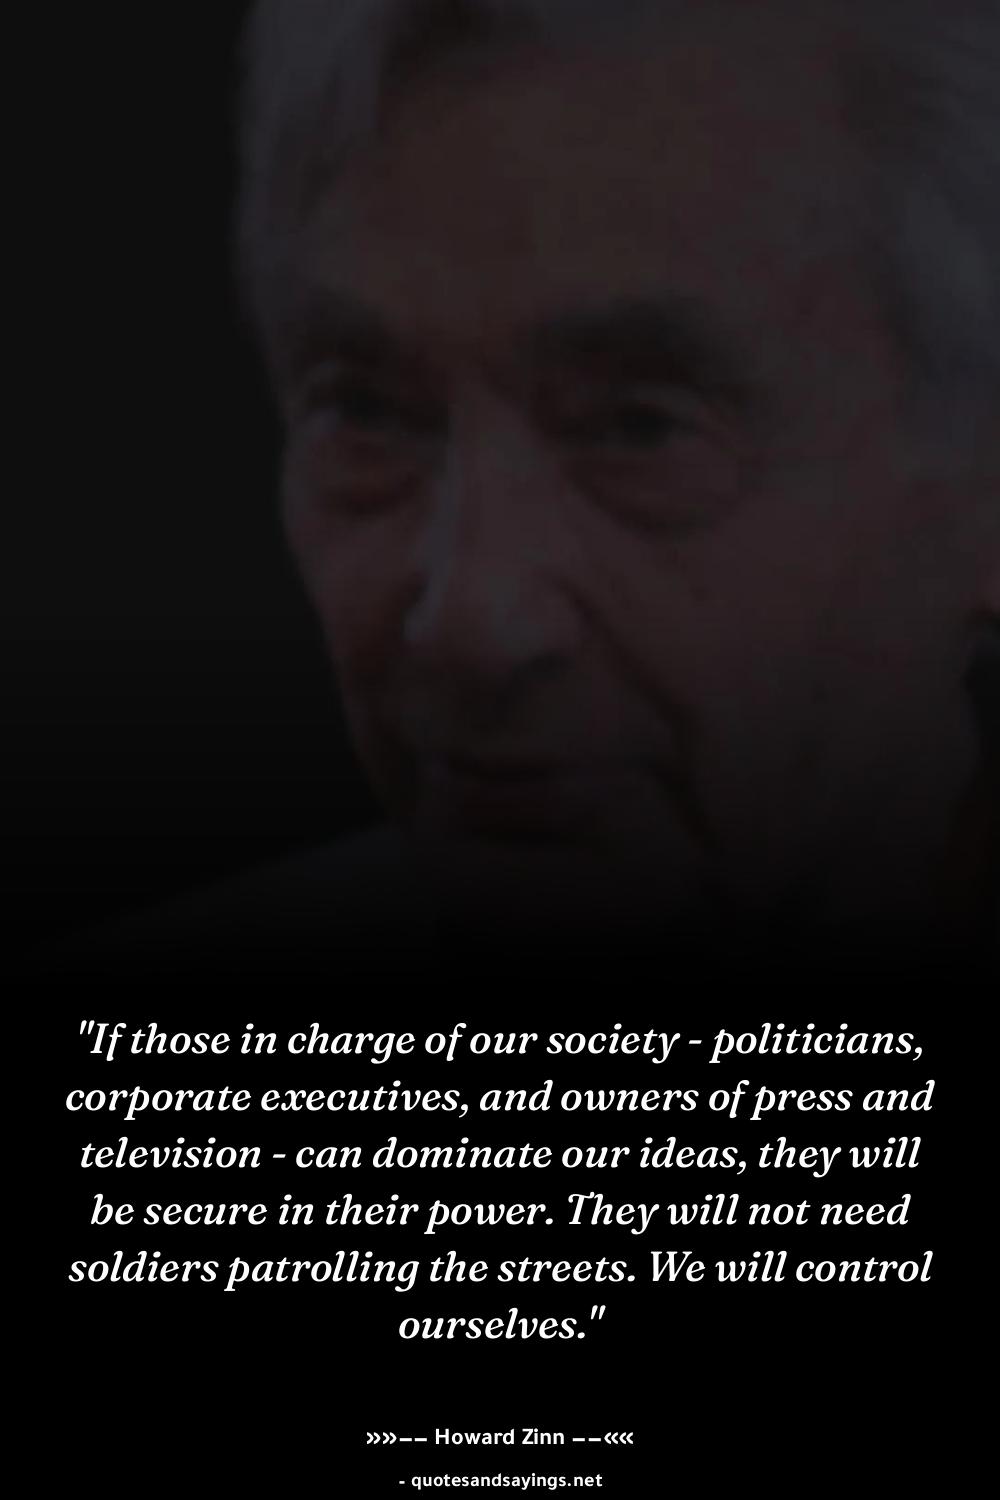 "If those in charge of our society - politicians,
corporate executives, and owners of press and
television - can dominate our ideas, they will
be secure in their power. They will not need
soldiers patrolling the streets. We will control
ourselves."
»»–– Howard Zinn ––««
- quotesandsayings.net